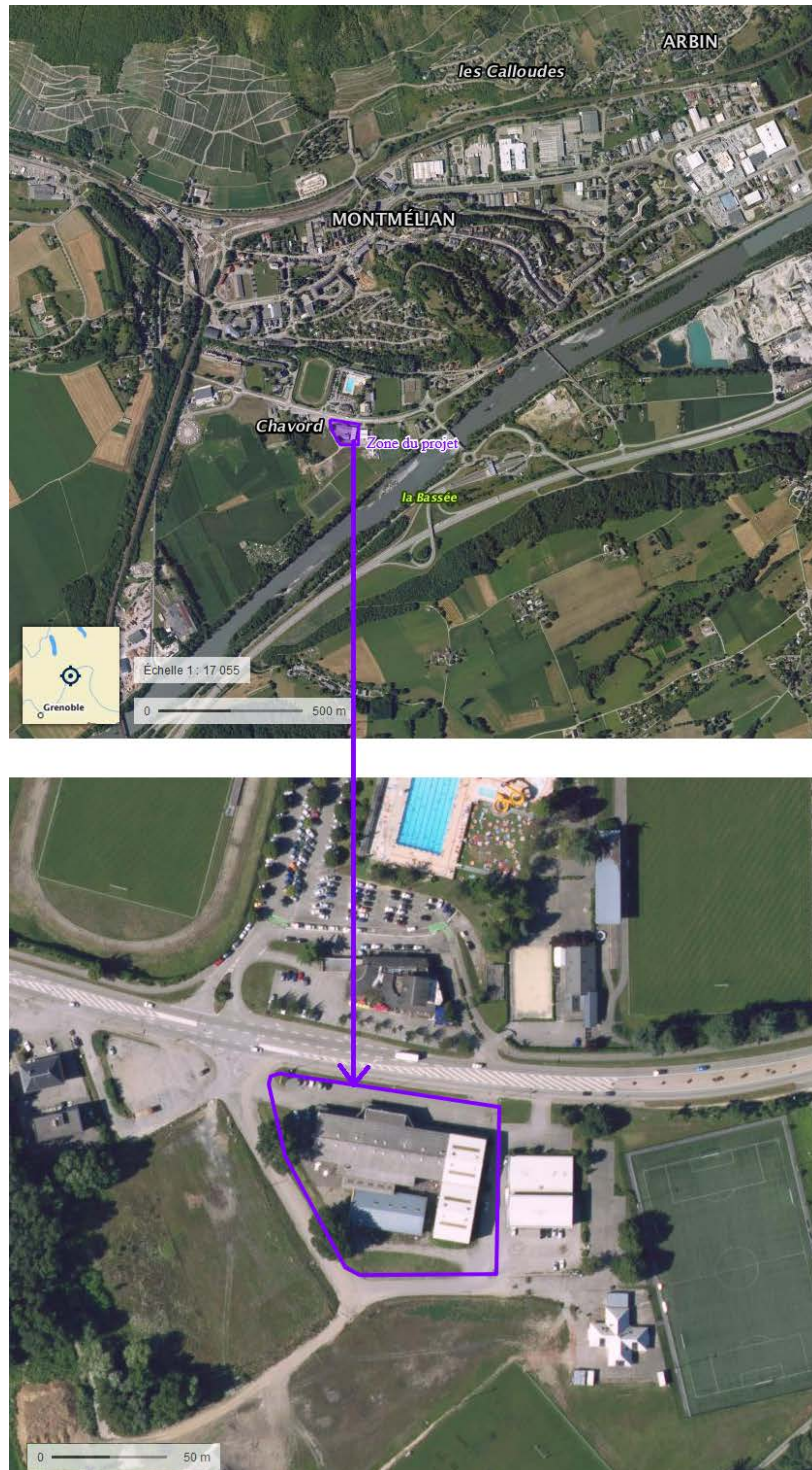 ARBIN
les Calloudes
MONTMÉLIAN
Chavord
Zone du projet
la Bassée
Grenoble
Échelle 1 : 17 055
0 500 m
0 50 m